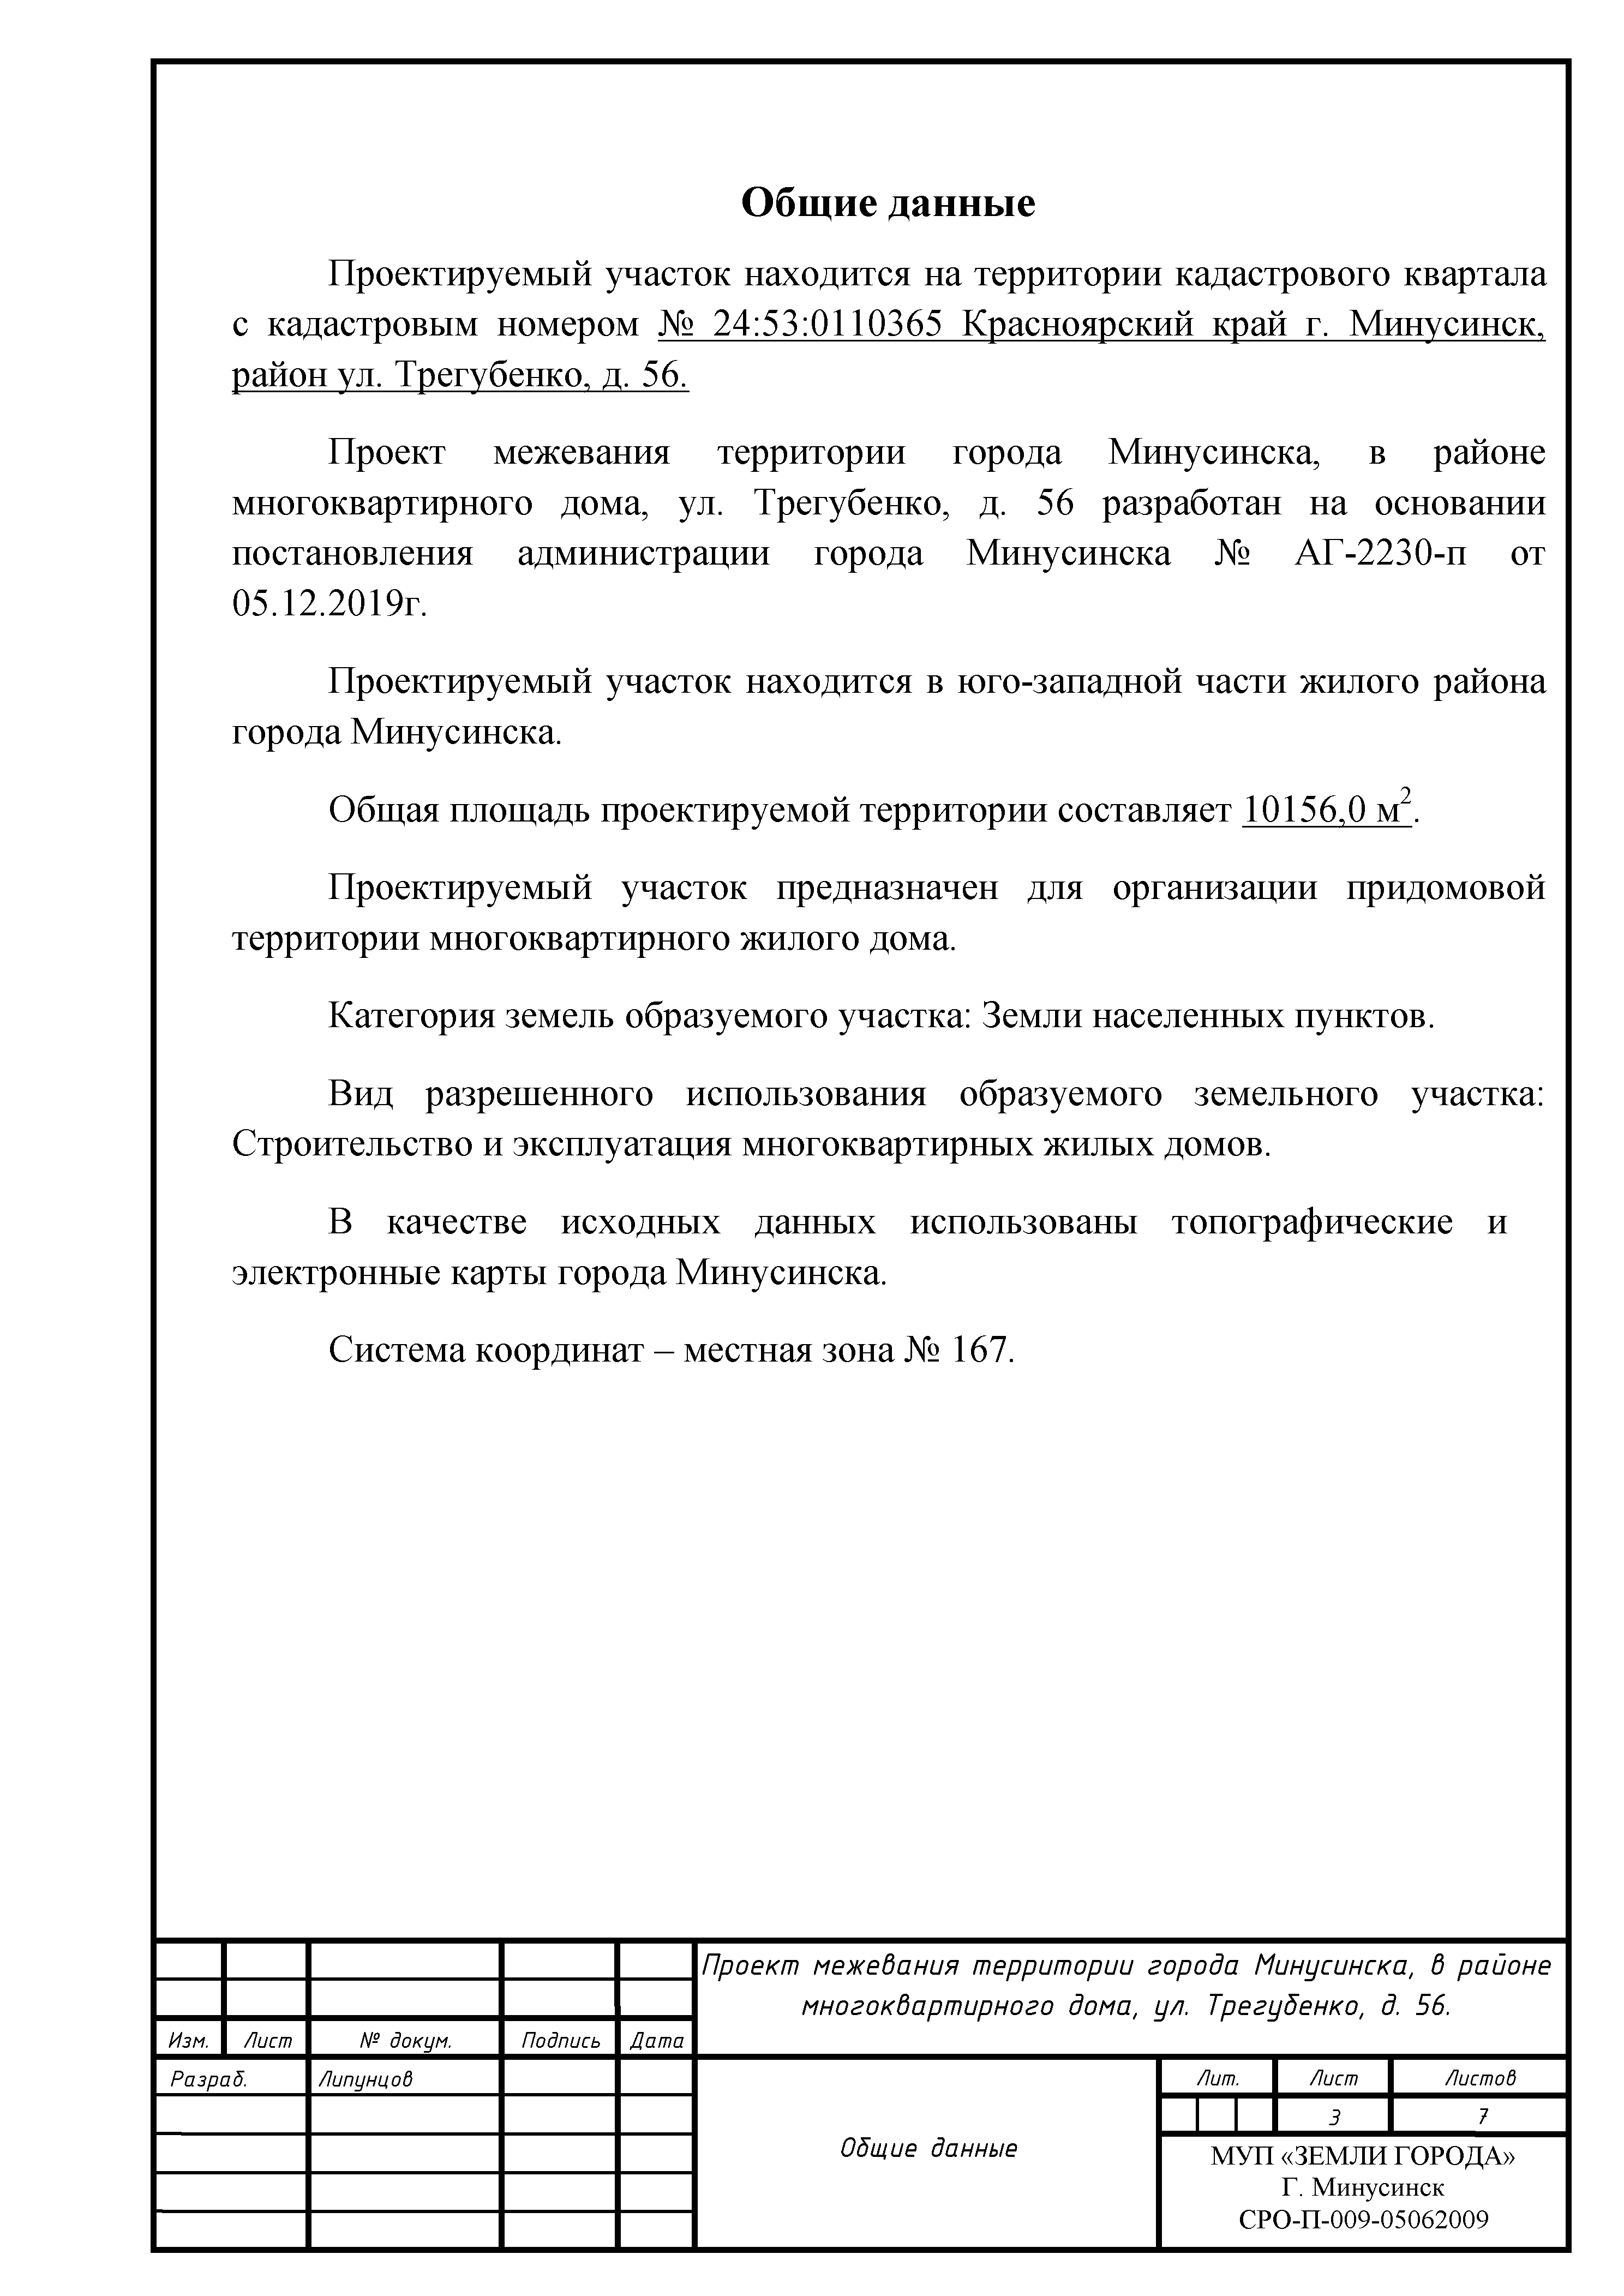 Общие данные
Проектируемый участок находится на территории кадастрового квартала
с кадастровым номером № 24:53:0110365 Красноярский край г. Минусинск,
район ул. Трегубенко, д. 56.
Проект межевания территории города Минусинска, в районе
многоквартирного дома, ул. Трегубенко, д. 56 разработан на основании
постановления администрации города Минусинска № АГ-2230-п от
05.12.2019г.
Проектируемый участок находится в юго-западной части жилого района
города Минусинска.
Общая площадь проектируемой территории составляет 10156,0 м².
Проектируемый участок предназначен для организации придомовой
территории многоквартирного жилого дома.
Категория земель образуемого участка: Земли населенных пунктов.
Вид разрешенного использования образуемого земельного участка:
Строительство и эксплуатация многоквартирных жилых домов.
В качестве исходных данных использованы топографические и
электронные карты города Минусинска.
Система координат – местная зона № 167.
Проект межевания территории города Минусинска, в районе
многоквартирного дома, ул. Трегубенко, д. 56.
Изм. Лист № докум. Подпись Дата
Разраб. Липунцов
Общие данные
Лит. Лист Листов
3 7
МУП «ЗЕМЛИ ГОРОДА»
Г. Минусинск
СРО-П-009-05062009